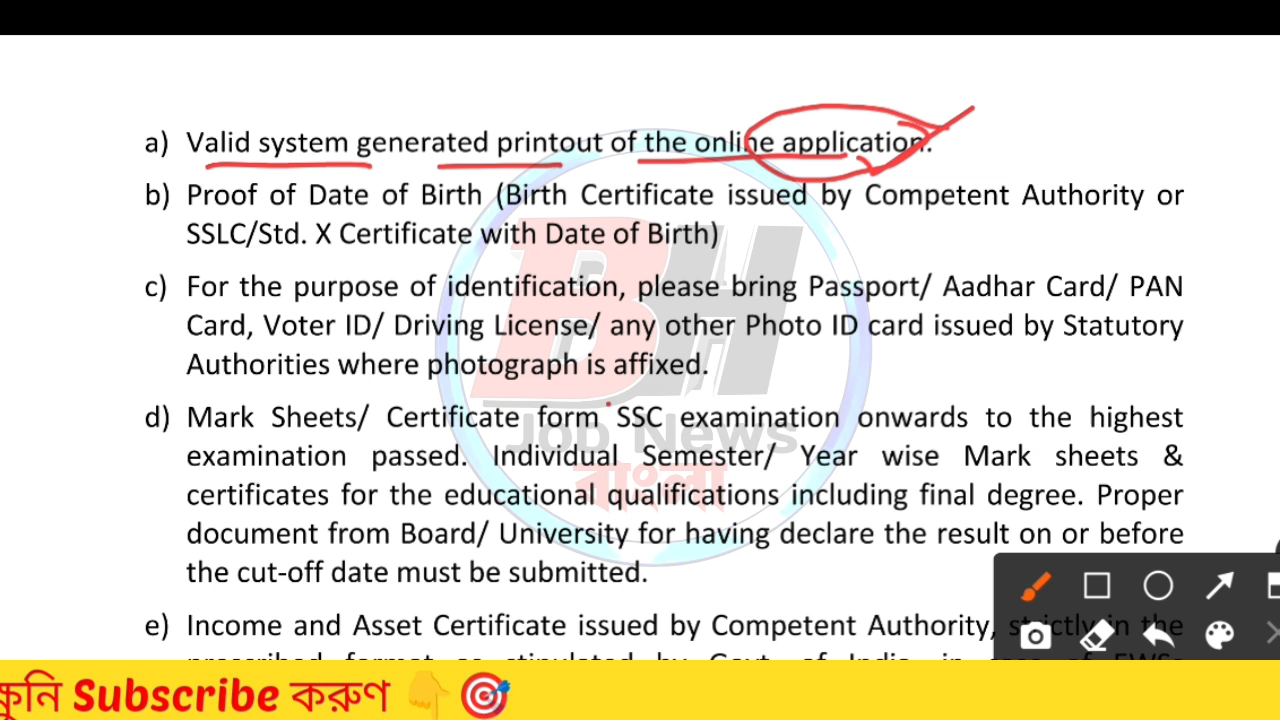 a) Valid system generated printout of the online application.
b) Proof of Date of Birth (Birth Certificate issued by Competent Authority or
SSLC/Std. X Certificate with Date of Birth)
c) For the purpose of identification, please bring Passport/ Aadhar Card/ PAN
Card, Voter ID/ Driving License/ any other Photo ID card issued by Statutory
Authorities where photograph is affixed.
d) Mark Sheets/ Certificate form SSC examination onwards to the highest
examination passed. Individual Semester/ Year wise Mark sheets &
certificates for the educational qualifications including final degree. Proper
document from Board/ University for having declare the result on or before
the cut-off date must be submitted.
e) Income and Asset Certificate issued by Competent Authority, strictly in the
BH
Job News
বাংলা
Subscribe করুণ